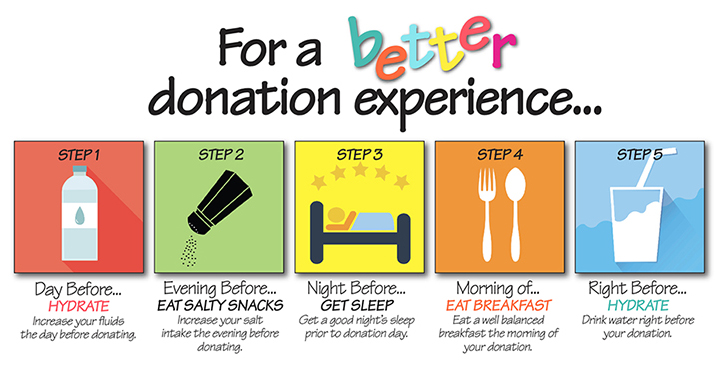 For a better
donation experience...
STEP 1
Day Before...
HYDRATE
Increase your fluids
the day before donating.
STEP 2
Evening Before...
EAT SALTY SNACKS
Increase your salt
intake the evening before
donating.
STEP 3
Night Before...
GET SLEEP
Get a good night's sleep
prior to donation day.
STEP 4
Morning of...
EAT BREAKFAST
Eat a well balanced
breakfast the morning of
your donation.
STEP 5
Right Before...
HYDRATE
Drink water right before
your donation.